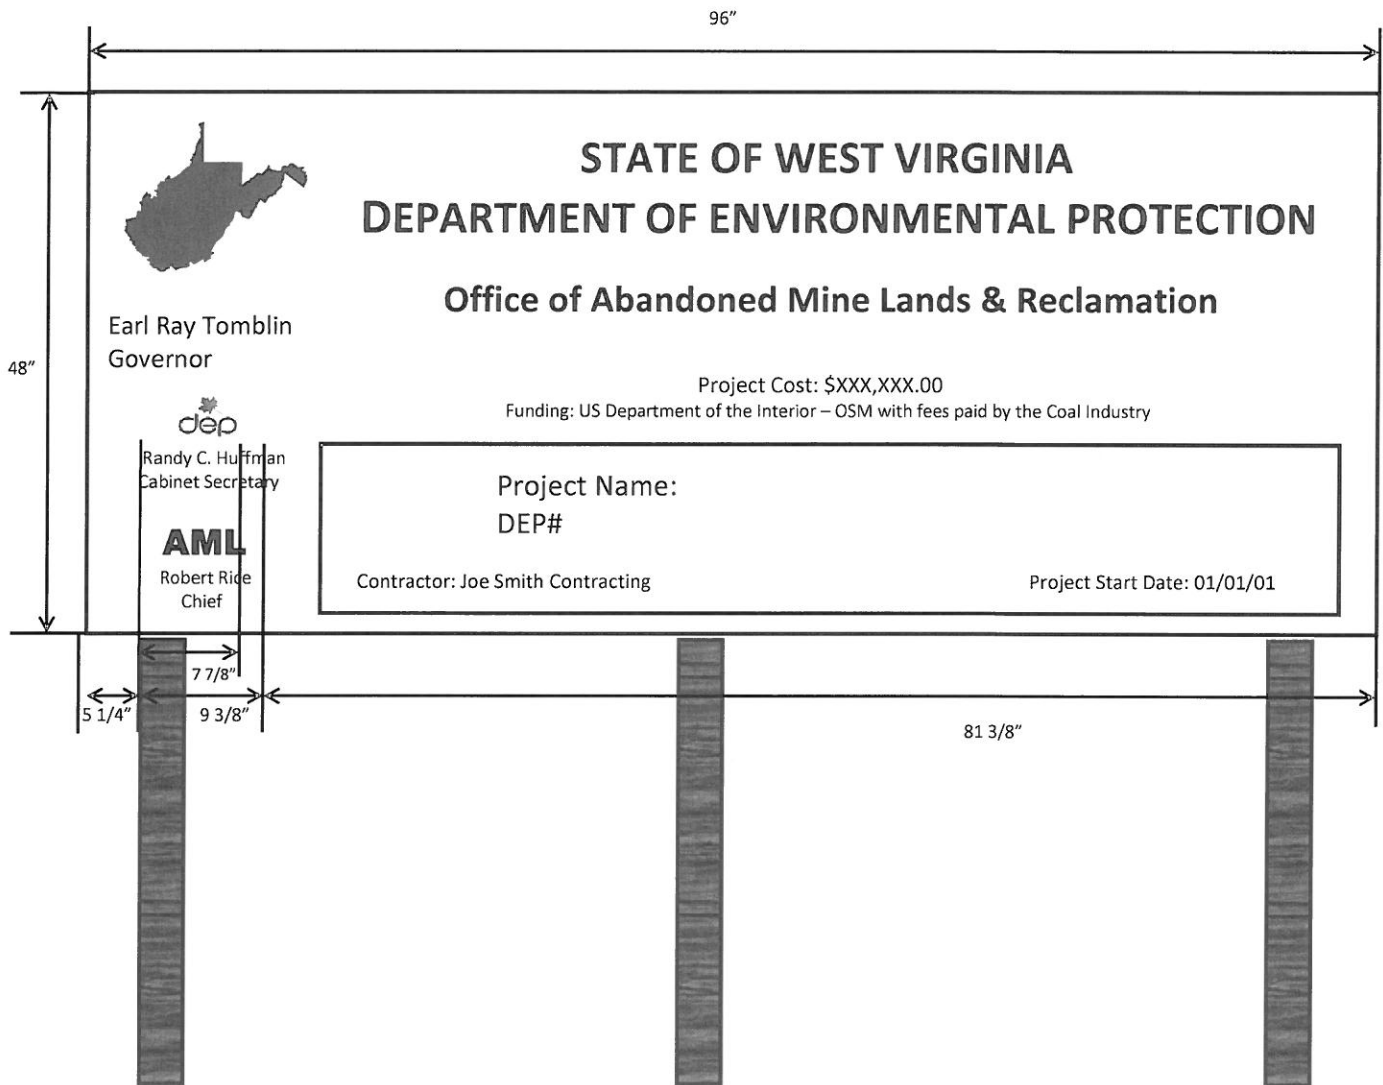 96”
STATE OF WEST VIRGINIA
DEPARTMENT OF ENVIRONMENTAL PROTECTION
Office of Abandoned Mine Lands & Reclamation
Earl Ray Tomblin
Governor
48”
Project Cost: $XXX,XXX.00
Funding: US Department of the Interior – OSM with fees paid by the Coal Industry
dep
Randy C. Huffman
Cabinet Secretary
AML
Robert Rice
Chief
Project Name:
DEP#
Contractor: Joe Smith Contracting
Project Start Date: 01/01/01
7 7/8”
5 1/4”
9 3/8”
81 3/8”